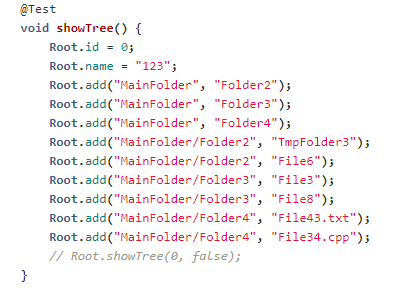 @Test
void showTree() {
Root.id = 0;
Root.name = "123";
Root.add("MainFolder", "Folder2");
Root.add("MainFolder", "Folder3");
Root.add("MainFolder", "Folder4");
Root.add("MainFolder/Folder2", "TmpFolder3");
Root.add("MainFolder/Folder2", "File6");
Root.add("MainFolder/Folder3", "File3");
Root.add("MainFolder/Folder3", "File8");
Root.add("MainFolder/Folder4", "File43.txt");
Root.add("MainFolder/Folder4", "File34.cpp");
// Root.showTree(0, false);
}